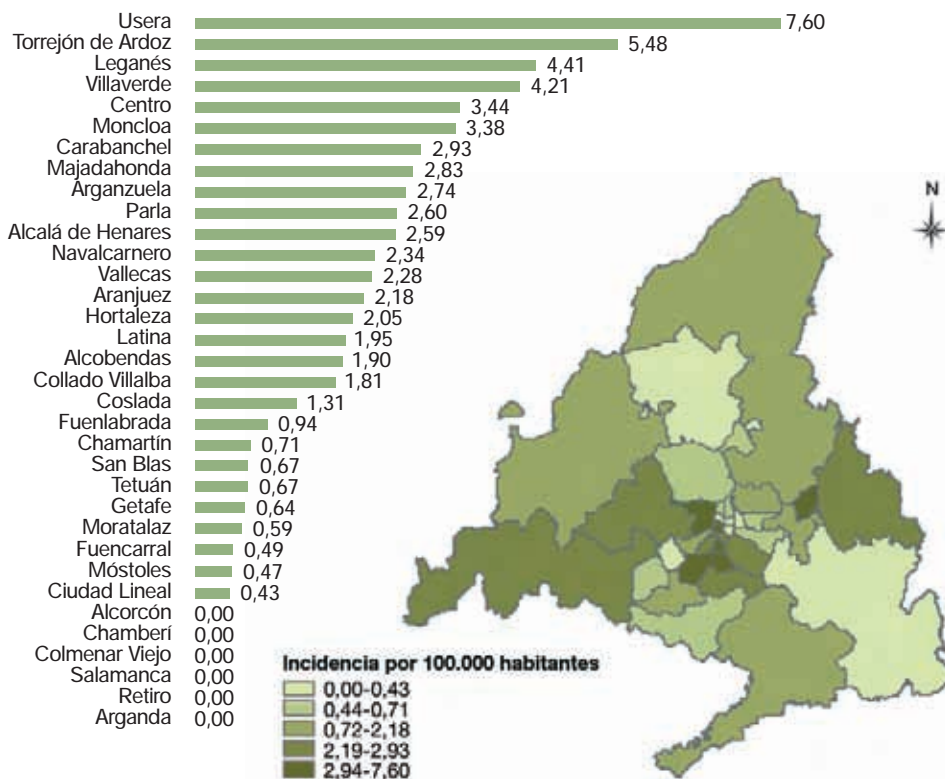 Usera 7,60
Torrejón de Ardoz 5,48
Leganés 4,41
Villaverde 4,21
Centro 3,44
Moncloa 3,38
Carabanchel 2,93
Majadahonda 2,83
Arganzuela 2,74
Parla 2,60
Alcalá de Henares 2,59
Navalcarnero 2,34
Vallecas 2,28
Aranjuez 2,18
Hortaleza 2,05
Latina 1,95
Alcobendas 1,90
Collado Villalba 1,81
Coslada 1,31
Fuenlabrada 0,94
Chamartín 0,71
San Blas 0,67
Tetuán 0,67
Getafe 0,64
Moratalaz 0,59
Fuencarral 0,49
Móstoles 0,47
Ciudad Lineal 0,43
Alcorcón 0,00
Chamberí 0,00
Colmenar Viejo 0,00
Salamanca 0,00
Retiro 0,00
Arganda 0,00
N
Incidencia por 100.000 habitantes
0,00-0,43
0,44-0,71
0,72-2,18
2,19-2,93
2,94-7,60